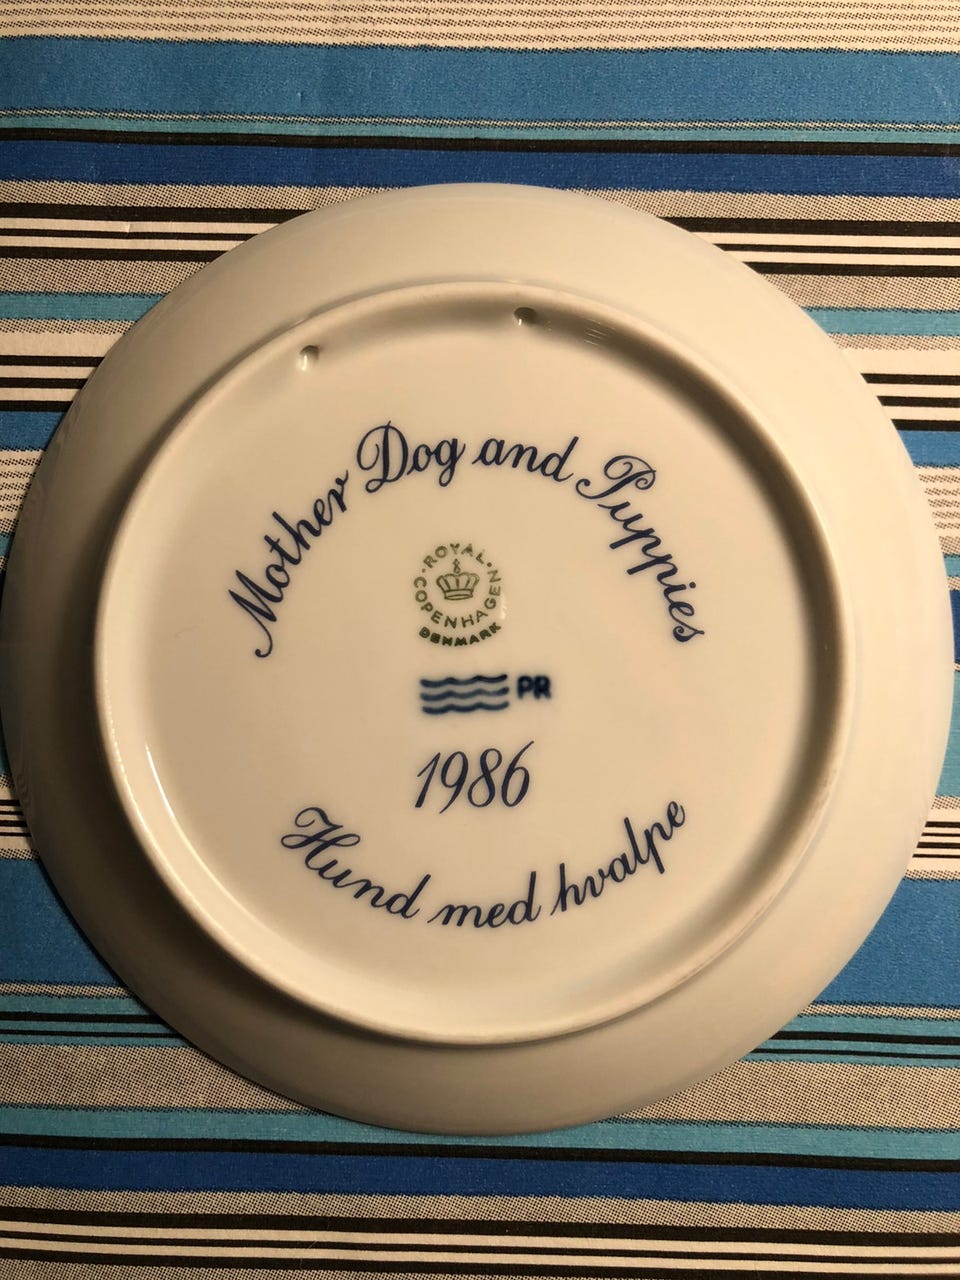 Mother Dog and Puppies
ROYAL COPENHAGEN
DENMARK
PR
1986
Hund med hvalpe